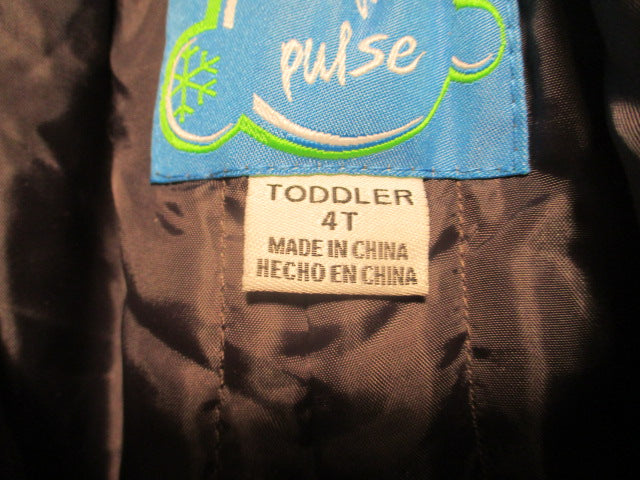 pulse
TODDLER
4T
MADE IN CHINA
HECHO EN CHINA